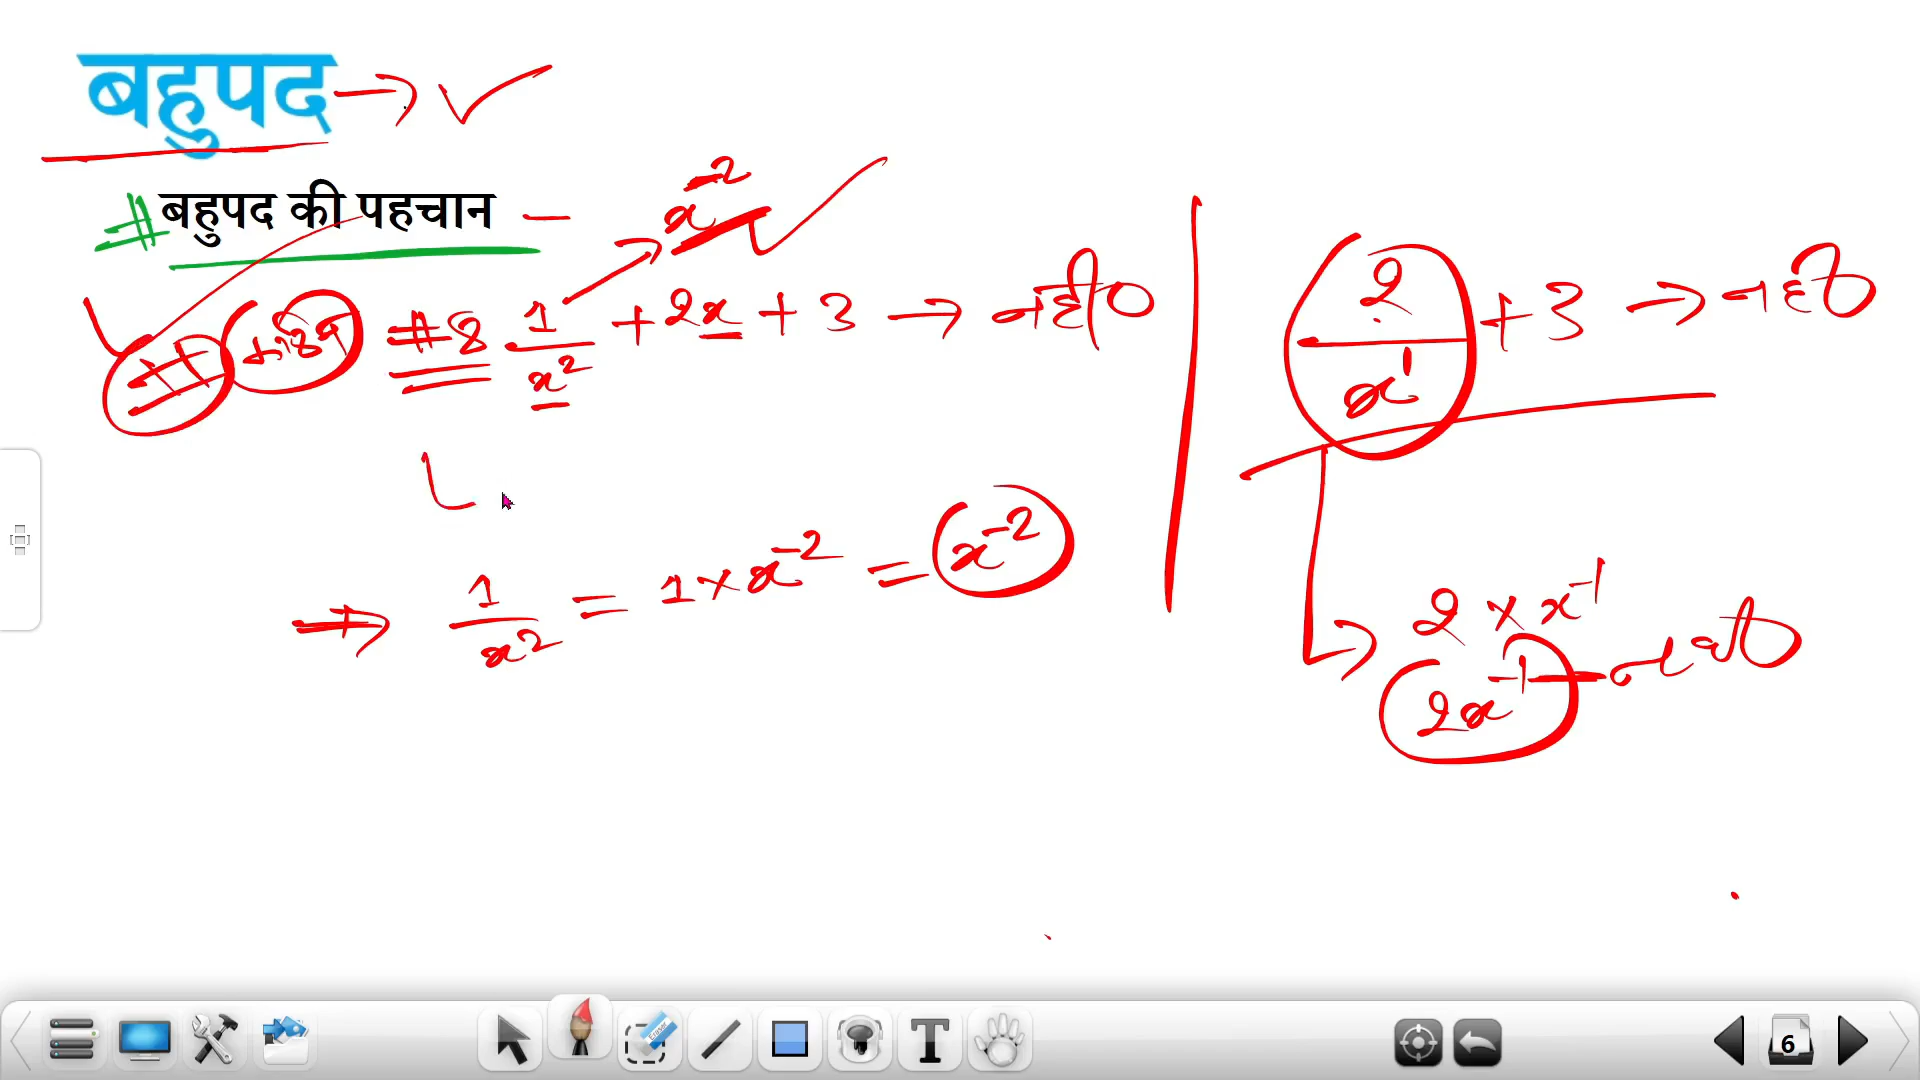 बहुपद → ✓
# बहुपद की पहचान –
x⁻²
#8 1/x² + 2x + 3 → नहीं
2/x¹ + 3 → नहीं
⇒ 1/x² = 1 × x⁻² = x⁻²
2 × x⁻¹
2x⁻¹
6